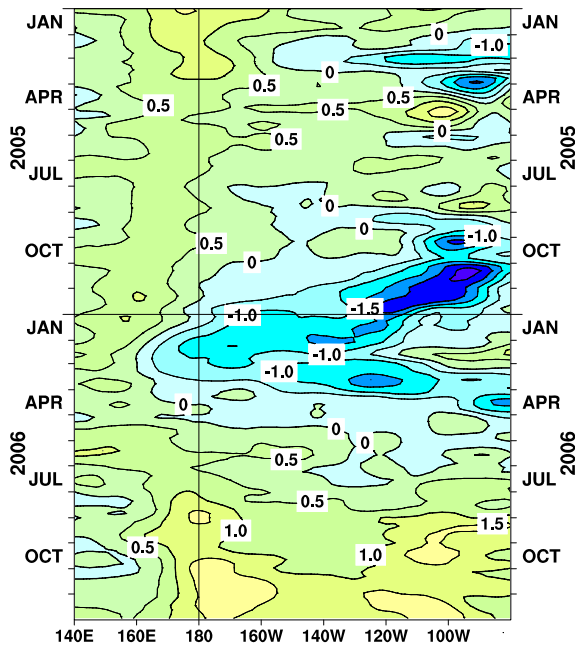 JAN 0 JAN
-1.0
0
0.5
APR 0.5 0.5 0.5 APR
0
0.5
2005 2005
JUL JUL
0
0
OCT 0.5 -1.0 OCT
0
-1.0 -1.5
JAN JAN
-1.0
-1.0
APR 0 APR
0 0
2006 0.5 2006
JUL JUL
0.5
1.0 1.5
OCT 0.5 1.0 OCT
140E 160E 180 160W 140W 120W 100W